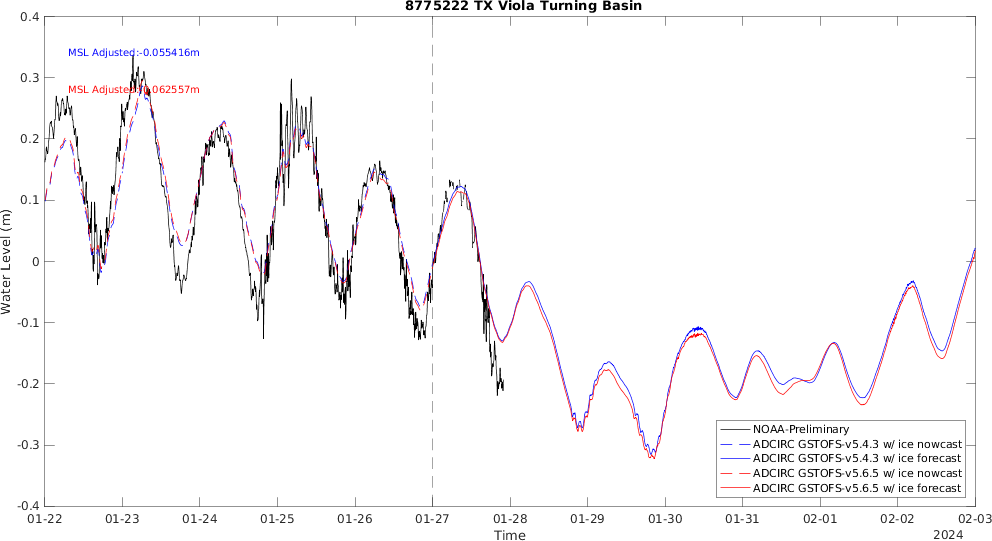 8775222 TX Viola Turning Basin
MSL Adjusted:-0.055416m
MSL Adjusted:-0.062557m
Water Level (m)
0.4
0.3
0.2
0.1
0
-0.1
-0.2
-0.3
-0.4
NOAA-Preliminary
ADCIRC GSTOFS-v5.4.3 w/ ice nowcast
ADCIRC GSTOFS-v5.4.3 w/ ice forecast
ADCIRC GSTOFS-v5.6.5 w/ ice nowcast
ADCIRC GSTOFS-v5.6.5 w/ ice forecast
01-22 01-23 01-24 01-25 01-26 01-27 01-28 01-29 01-30 01-31 02-01 02-02 02-03
Time
2024